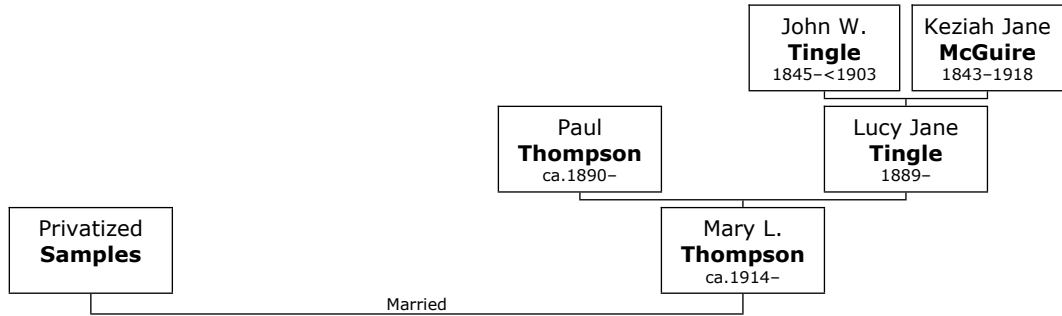 John W.
Tingle
1845–<1903
Keziah Jane
McGuire
1843–1918
Paul
Thompson
ca.1890–
Lucy Jane
Tingle
1889–
Privatized
Samples
Mary L.
Thompson
ca.1914–
Married